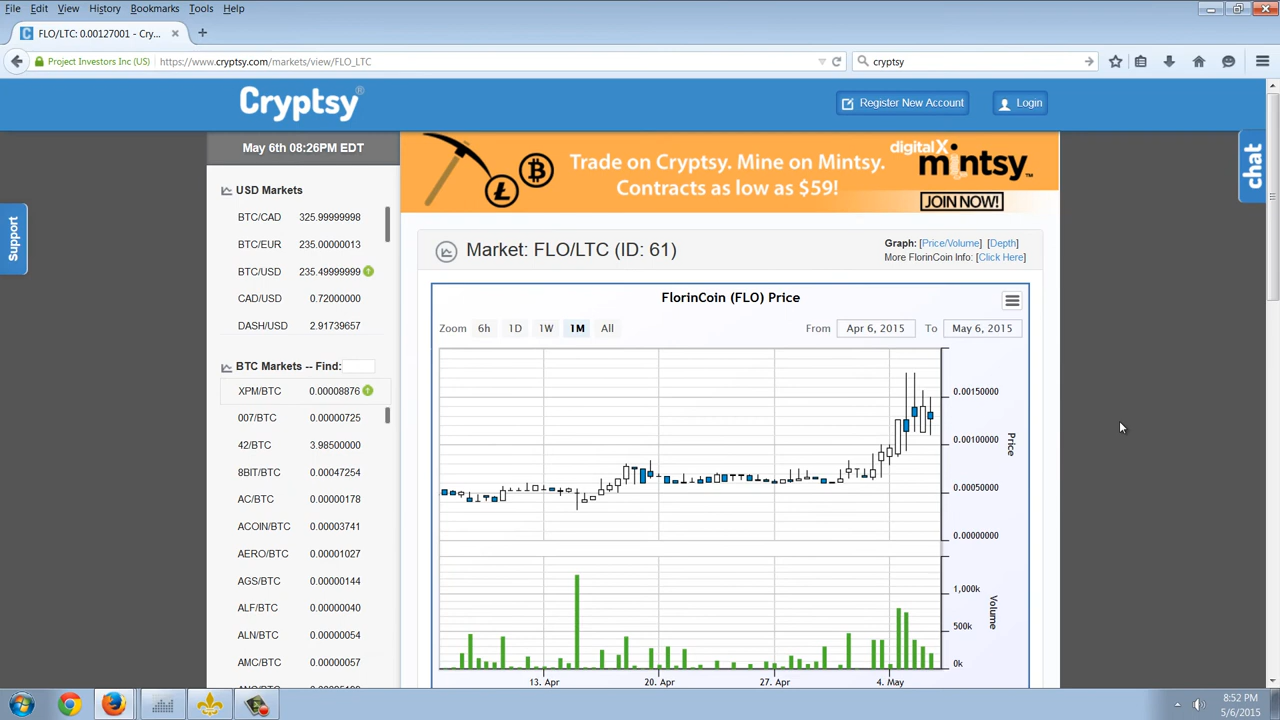 File Edit View History Bookmarks Tools Help
FLO/LTC: 0.00127001 - Cry...
Project Investors Inc (US) https://www.cryptsy.com/markets/view/FLO_LTC
cryptsy
Cryptsy®
Register New Account
Login
May 6th 08:26PM EDT
USD Markets
BTC/CAD 325.99999998
BTC/EUR 235.00000013
BTC/USD 235.49999999
CAD/USD 0.72000000
DASH/USD 2.91739657
BTC Markets -- Find:
XPM/BTC 0.00008876
007/BTC 0.00000725
42/BTC 3.98500000
8BIT/BTC 0.00047254
AC/BTC 0.00000178
ACOIN/BTC 0.00003741
AERO/BTC 0.00001027
AGS/BTC 0.00000144
ALF/BTC 0.00000040
ALN/BTC 0.00000054
AMC/BTC 0.00000057
Support
chat
Trade on Cryptsy. Mine on Mintsy.
Contracts as low as $59!
digitalX
mintsy™
JOIN NOW!
Market: FLO/LTC (ID: 61)
Graph: [Price/Volume] [Depth]
More FlorinCoin Info: [Click Here]
FlorinCoin (FLO) Price
Zoom 6h 1D 1W 1M All
From Apr 6, 2015 To May 6, 2015
0.00150000
0.00100000
0.00050000
0.00000000
Price
1,000k
500k
0k
Volume
13. Apr 20. Apr 27. Apr 4. May
8:52 PM
5/6/2015